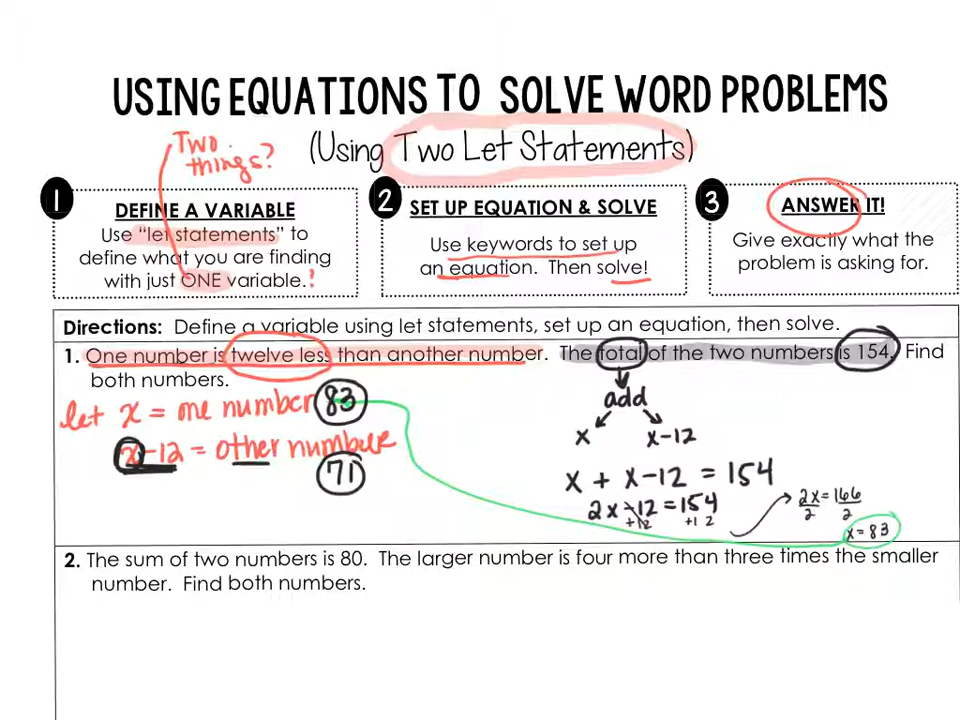 USING EQUATIONS TO SOLVE WORD PROBLEMS
(Using Two Let Statements)
Two
things?
1
DEFINE A VARIABLE
Use “let statements” to
define what you are finding
with just ONE variable.!
2
SET UP EQUATION & SOLVE
Use keywords to set up
an equation. Then solve!
3
ANSWER IT!
Give exactly what the
problem is asking for.
Directions: Define a variable using let statements, set up an equation, then solve.
1. One number is twelve less than another number. The total of the two numbers is 154. Find
both numbers.
let x = one number 83
x-12 = other number
71
add
x x-12
x + x-12 = 154
2x -12 = 154
+12 +12
2x = 166
2 2
x = 83
2. The sum of two numbers is 80. The larger number is four more than three times the smaller
number. Find both numbers.